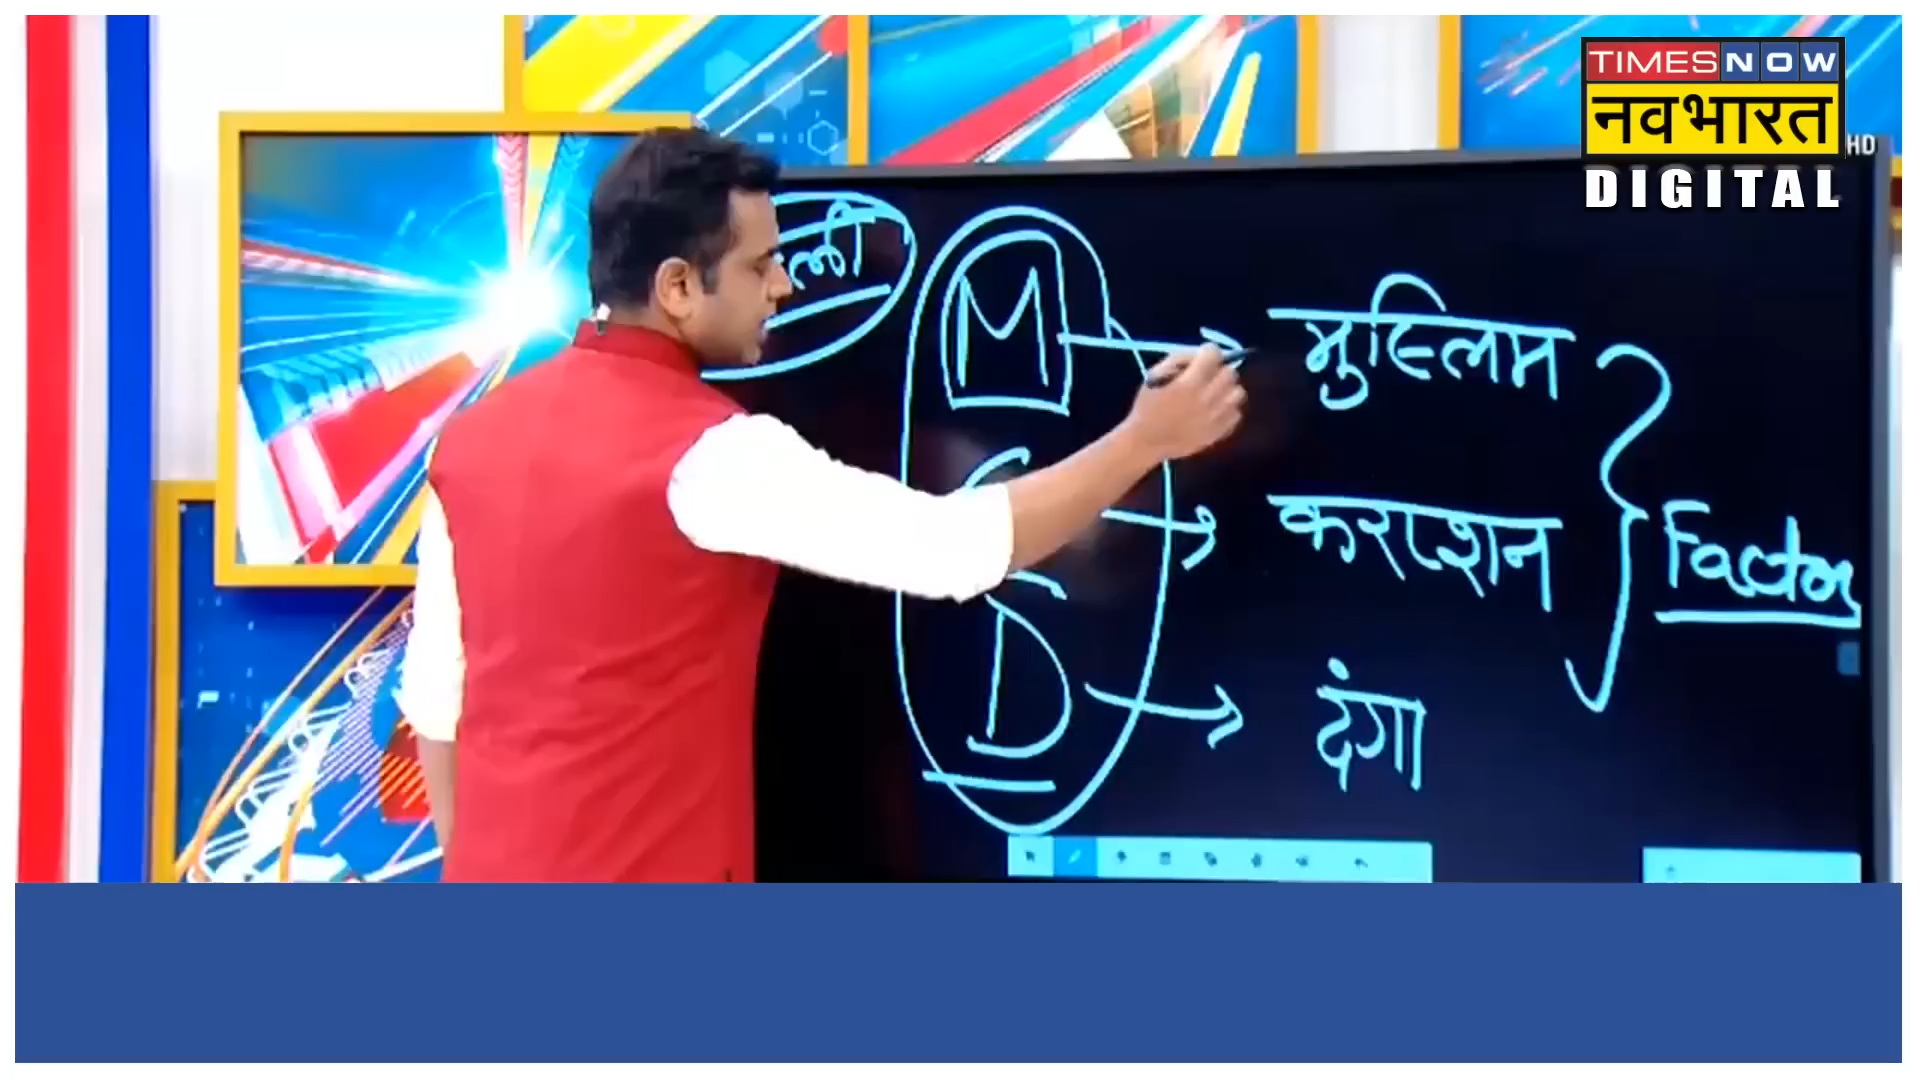 TIMES NOW
नवभारत
HD
DIGITAL
M मुस्लिम
C करप्शन
Factor
D दंगा